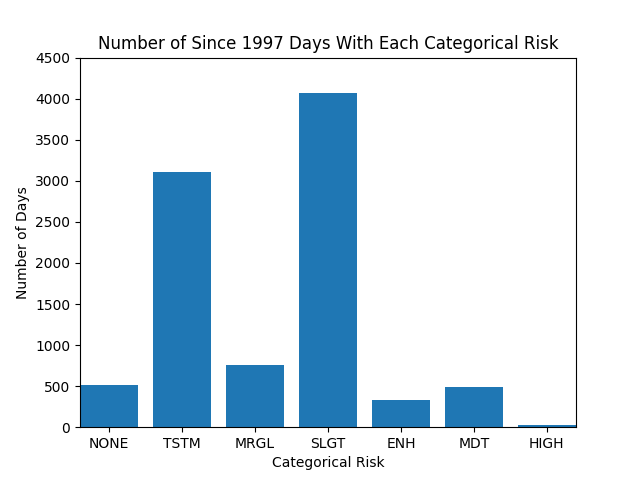 Number of Since 1997 Days With Each Categorical Risk
4500
4000
3500
3000
2500
2000
1500
1000
500
0
Number of Days
NONE TSTM MRGL SLGT ENH MDT HIGH
Categorical Risk